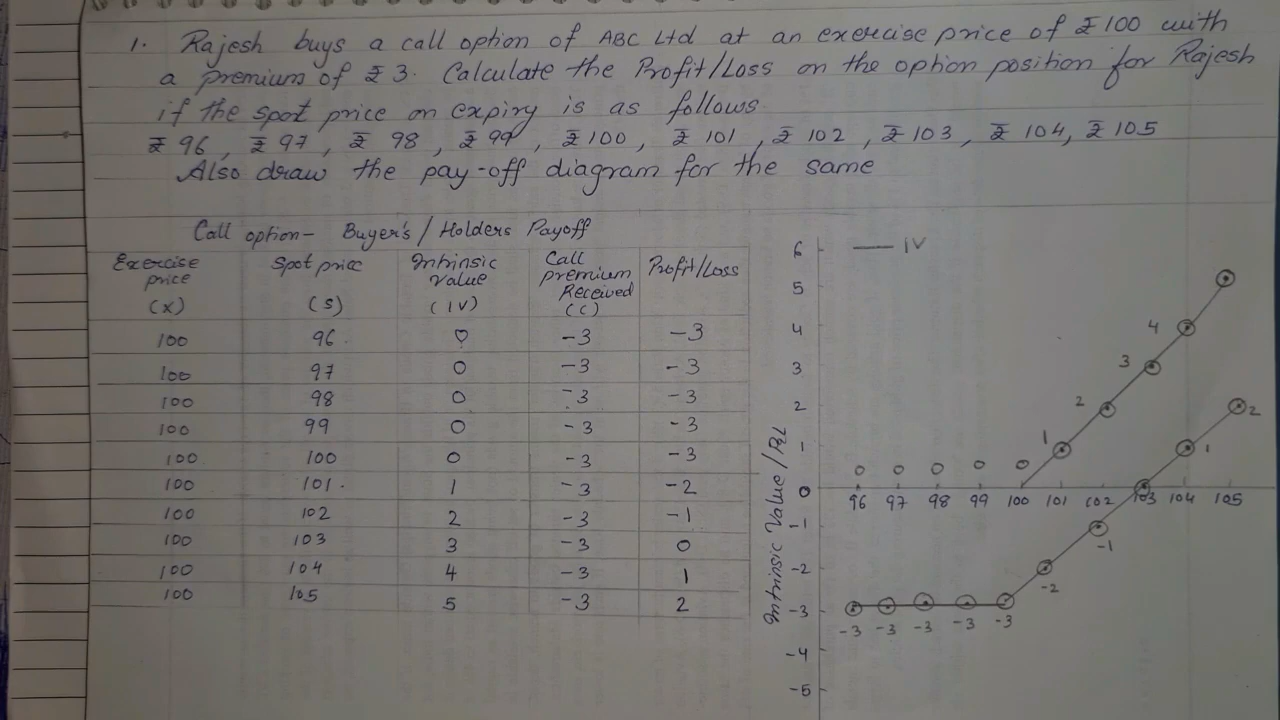 1. Rajesh buys a call option of ABC Ltd at an exercise price of ₹100 with
a premium of ₹3. Calculate the Profit/Loss on the option position for Rajesh
if the spot price on expiry is as follows
₹96, ₹97, ₹98, ₹99, ₹100, ₹101, ₹102, ₹103, ₹104, ₹105
Also draw the pay-off diagram for the same
Call option- Buyer's/Holders Payoff
Exercise price (x) Spot price (s) Intrinsic value (IV) Call premium Received (c) Profit/Loss
100 96 0 -3 -3
100 97 0 -3 -3
100 98 0 -3 -3
100 99 0 -3 -3
100 100 0 -3 -3
100 101 1 -3 -2
100 102 2 -3 -1
100 103 3 -3 0
100 104 4 -3 1
100 105 5 -3 2
Intrinsic Value/P&L
IV
6
5
4 4
3 3
2 2 2
1 1 1
0 0 0 0 0
0
96 97 98 99 100 101 102 103 104 105
-1 -1
-2 -2
-3 -3 -3 -3 -3 -3
-4
-5